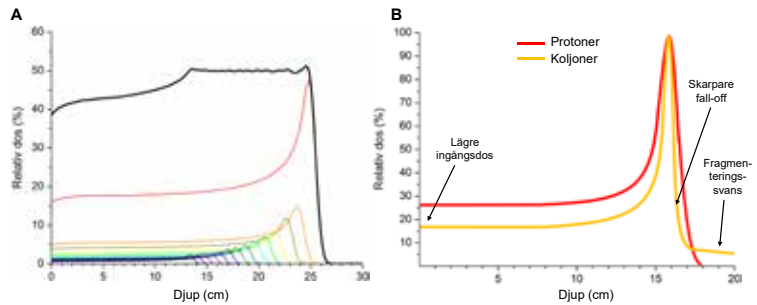 A
60
50
40
30
20
10
0
Relativ dos (%)
0 5 10 15 20 25 30
Djup (cm)
B
100
90
80
70
60
50
40
30
20
10
Relativ dos (%)
Protoner
Koljoner
Lägre
ingångsdos
Skarpare
fall-off
Fragmen-
terings-
svans
5 10 15 20
Djup (cm)